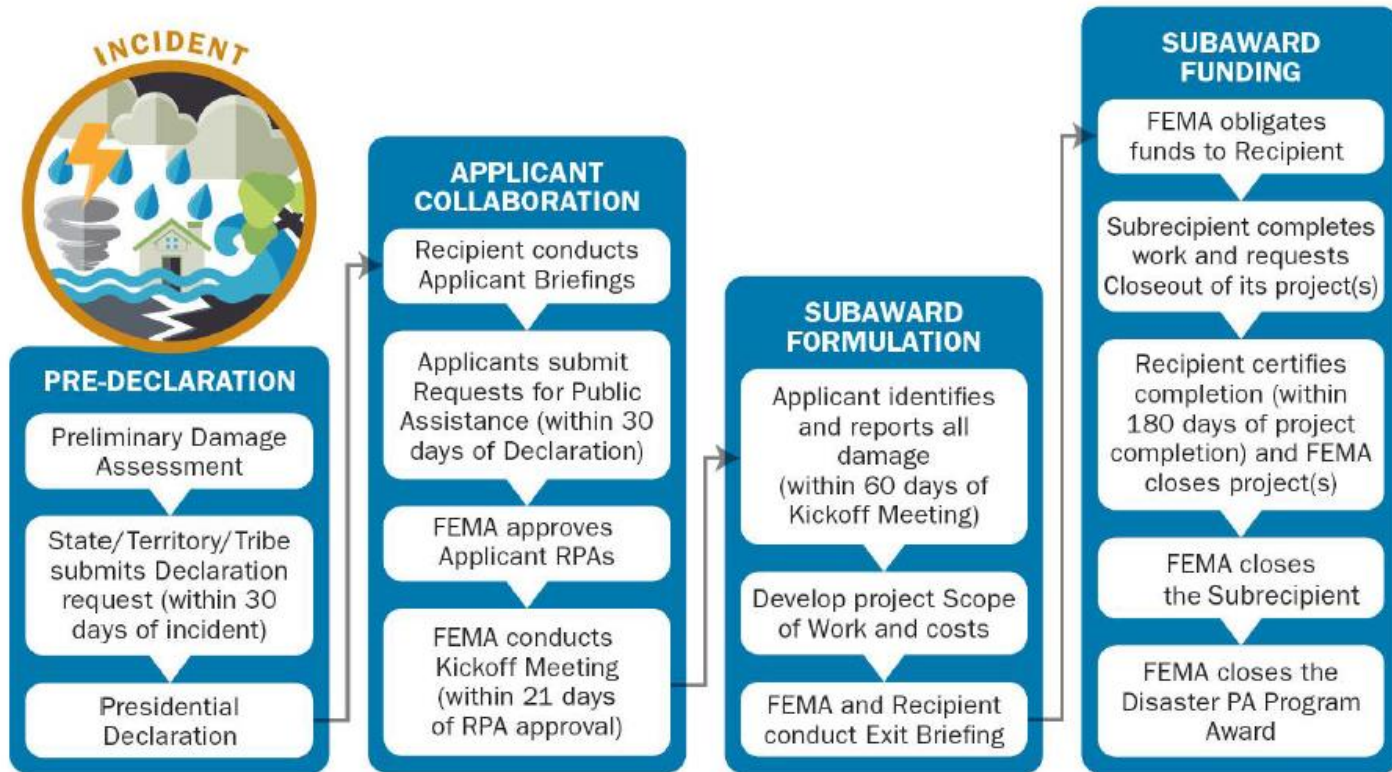 INCIDENT
PRE-DECLARATION
Preliminary Damage
Assessment
State/Territory/Tribe
submits Declaration
request (within 30
days of incident)
Presidential
Declaration
APPLICANT
COLLABORATION
Recipient conducts
Applicant Briefings
Applicants submit
Requests for Public
Assistance (within 30
days of Declaration)
FEMA approves
Applicant RPAs
FEMA conducts
Kickoff Meeting
(within 21 days
of RPA approval)
SUBAWARD
FORMULATION
Applicant identifies
and reports all
damage
(within 60 days of
Kickoff Meeting)
Develop project Scope
of Work and costs
FEMA and Recipient
conduct Exit Briefing
SUBAWARD
FUNDING
FEMA obligates
funds to Recipient
Subrecipient completes
work and requests
Closeout of its project(s)
Recipient certifies
completion (within
180 days of project
completion) and FEMA
closes project(s)
FEMA closes
the Subrecipient
FEMA closes the
Disaster PA Program
Award